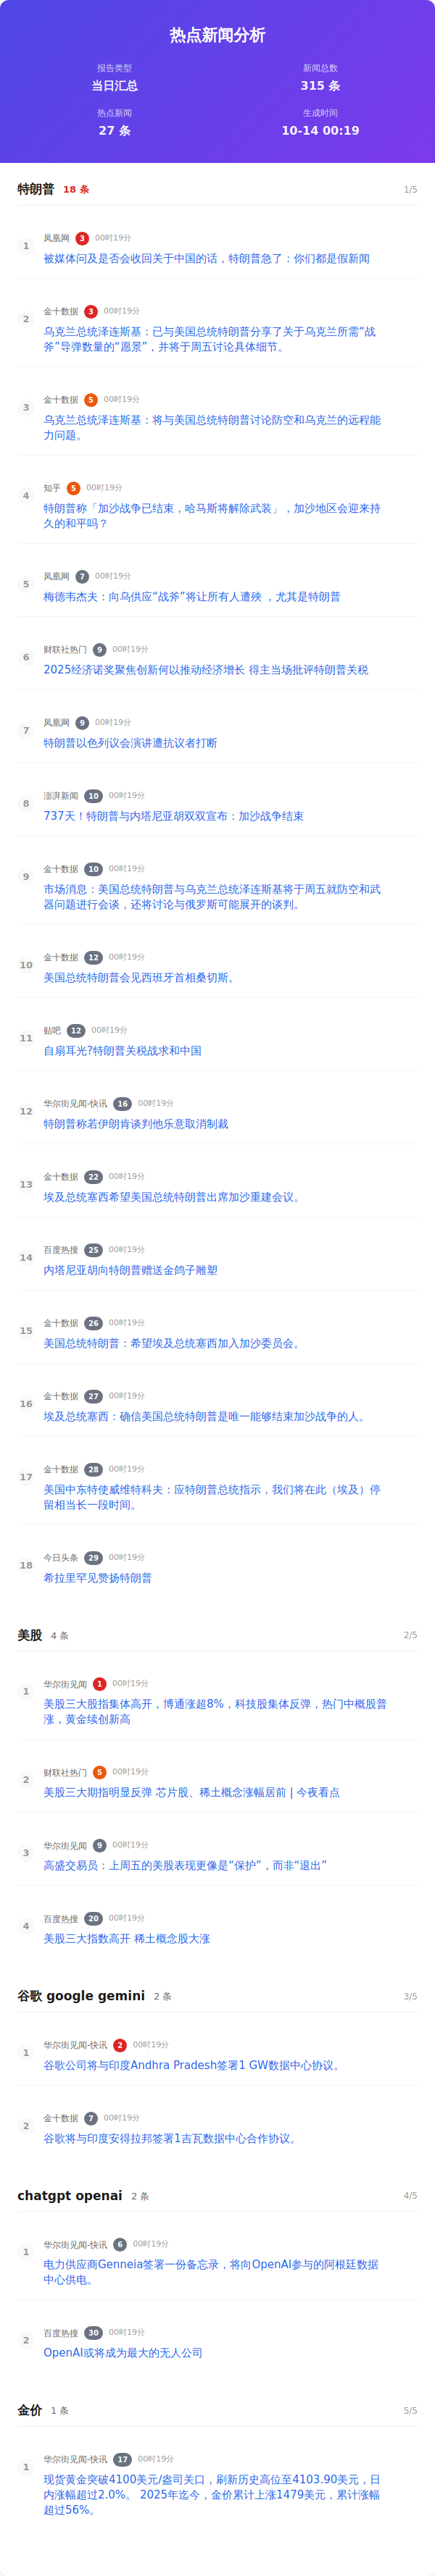 热点新闻分析
报告类型
当日汇总
新闻总数
315 条
热点新闻
27 条
生成时间
10-14 00:19
特朗普 18 条 1/5
1 凤凰网 3 00时19分
被媒体问及是否会收回关于中国的话，特朗普急了：你们都是假新闻
2 金十数据 3 00时19分
乌克兰总统泽连斯基：已与美国总统特朗普分享了关于乌克兰所需“战
斧”导弹数量的“愿景”，并将于周五讨论具体细节。
3 金十数据 5 00时19分
乌克兰总统泽连斯基：将与美国总统特朗普讨论防空和乌克兰的远程能
力问题。
4 知乎 5 00时19分
特朗普称「加沙战争已结束，哈马斯将解除武装」，加沙地区会迎来持
久的和平吗？
5 凤凰网 7 00时19分
梅德韦杰夫：向乌供应“战斧”将让所有人遭殃 ，尤其是特朗普
6 财联社热门 9 00时19分
2025经济诺奖聚焦创新何以推动经济增长 得主当场批评特朗普关税
7 凤凰网 9 00时19分
特朗普以色列议会演讲遭抗议者打断
8 澎湃新闻 10 00时19分
737天！特朗普与内塔尼亚胡双双宣布：加沙战争结束
9 金十数据 10 00时19分
市场消息：美国总统特朗普与乌克兰总统泽连斯基将于周五就防空和武
器问题进行会谈，还将讨论与俄罗斯可能展开的谈判。
10 金十数据 12 00时19分
美国总统特朗普会见西班牙首相桑切斯。
11 贴吧 12 00时19分
自扇耳光?特朗普关税战求和中国
12 华尔街见闻-快讯 16 00时19分
特朗普称若伊朗肯谈判他乐意取消制裁
13 金十数据 22 00时19分
埃及总统塞西希望美国总统特朗普出席加沙重建会议。
14 百度热搜 25 00时19分
内塔尼亚胡向特朗普赠送金鸽子雕塑
15 金十数据 26 00时19分
美国总统特朗普：希望埃及总统塞西加入加沙委员会。
16 金十数据 27 00时19分
埃及总统塞西：确信美国总统特朗普是唯一能够结束加沙战争的人。
17 金十数据 28 00时19分
美国中东特使威维特科夫：应特朗普总统指示，我们将在此（埃及）停
留相当长一段时间。
18 今日头条 29 00时19分
希拉里罕见赞扬特朗普
美股 4 条 2/5
1 华尔街见闻 1 00时19分
美股三大股指集体高开，博通涨超8%，科技股集体反弹，热门中概股普
涨，黄金续创新高
2 财联社热门 5 00时19分
美股三大期指明显反弹 芯片股、稀土概念涨幅居前 | 今夜看点
3 华尔街见闻 9 00时19分
高盛交易员：上周五的美股表现更像是“保护”，而非“退出”
4 百度热搜 20 00时19分
美股三大指数高开 稀土概念股大涨
谷歌 google gemini 2 条 3/5
1 华尔街见闻-快讯 2 00时19分
谷歌公司将与印度Andhra Pradesh签署1 GW数据中心协议。
2 金十数据 7 00时19分
谷歌将与印度安得拉邦签署1吉瓦数据中心合作协议。
chatgpt openai 2 条 4/5
1 华尔街见闻-快讯 6 00时19分
电力供应商Genneia签署一份备忘录，将向OpenAI参与的阿根廷数据
中心供电。
2 百度热搜 30 00时19分
OpenAI或将成为最大的无人公司
金价 1 条 5/5
1 华尔街见闻-快讯 17 00时19分
现货黄金突破4100美元/盎司关口，刷新历史高位至4103.90美元，日
内涨幅超过2.0%。 2025年迄今，金价累计上涨1479美元，累计涨幅
超过56%。